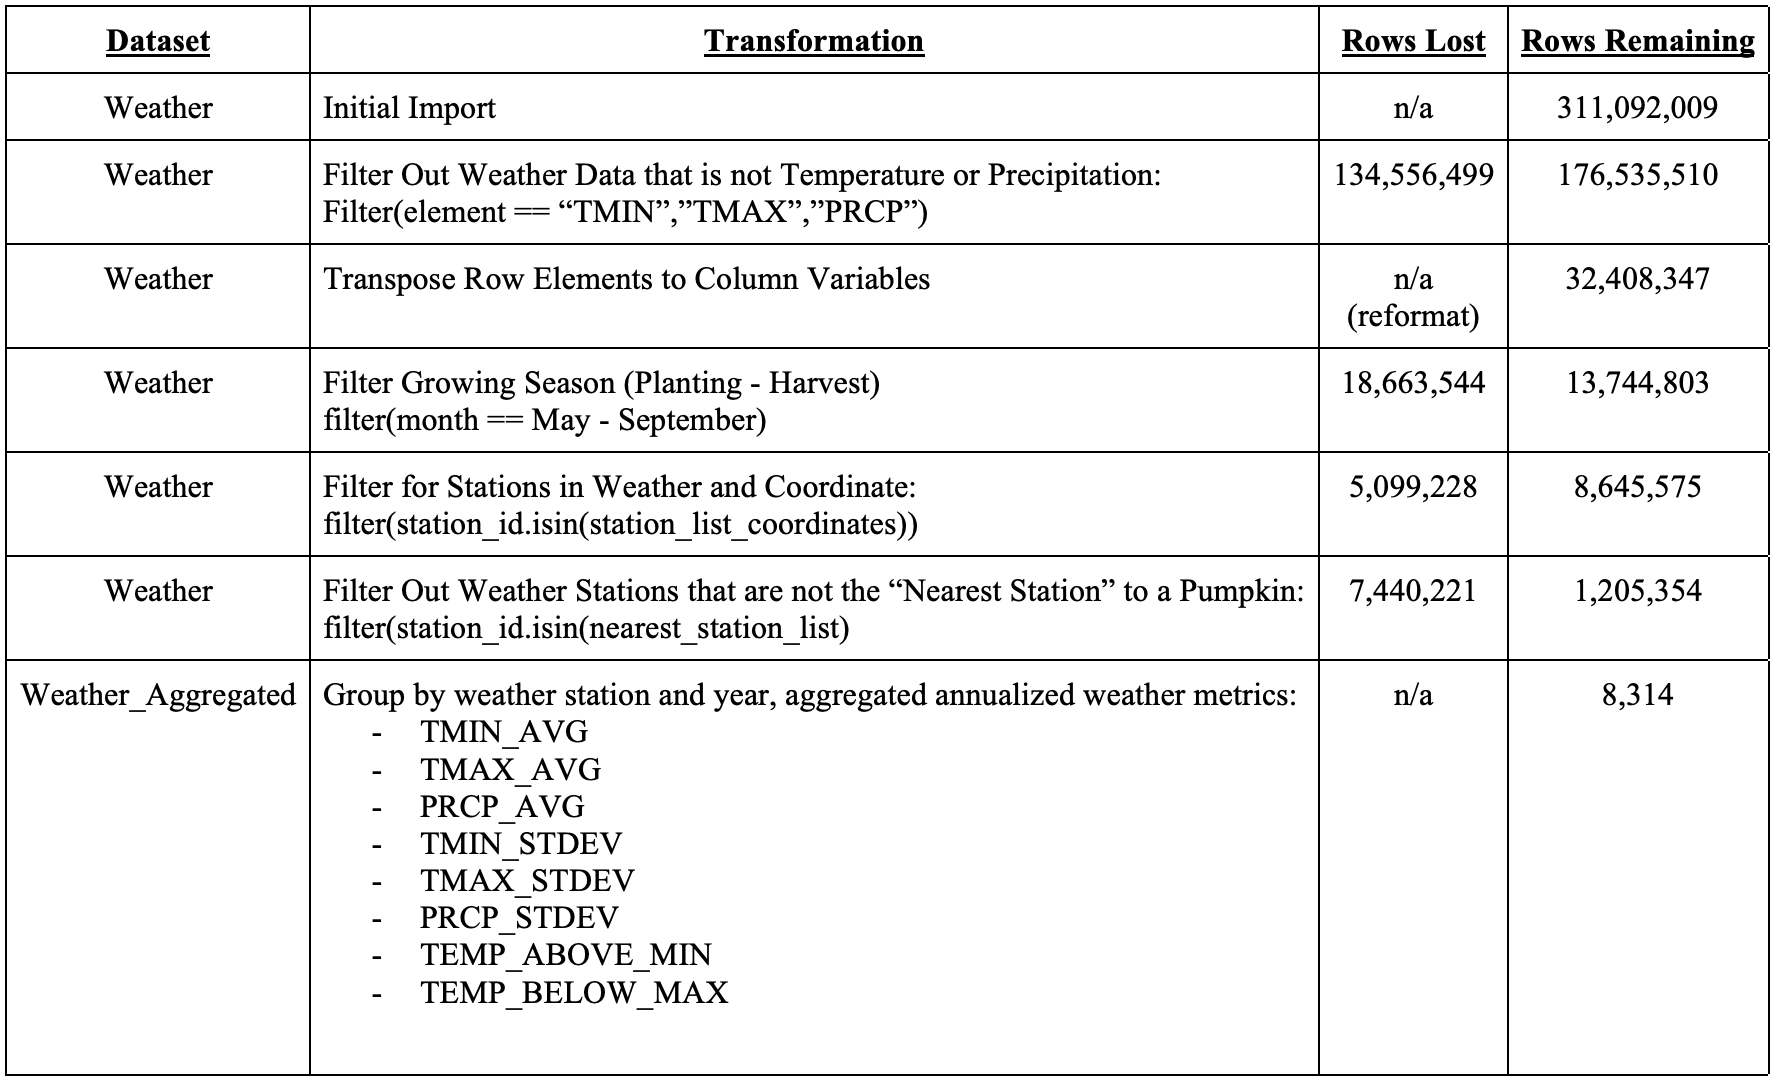 Dataset Transformation Rows Lost Rows Remaining
Weather Initial Import n/a 311,092,009
Weather Filter Out Weather Data that is not Temperature or Precipitation: 134,556,499 176,535,510
Filter(element == “TMIN”,”TMAX”,”PRCP”)
Weather Transpose Row Elements to Column Variables n/a 32,408,347
(reformat)
Weather Filter Growing Season (Planting - Harvest) 18,663,544 13,744,803
filter(month == May - September)
Weather Filter for Stations in Weather and Coordinate: 5,099,228 8,645,575
filter(station_id.isin(station_list_coordinates))
Weather Filter Out Weather Stations that are not the “Nearest Station” to a Pumpkin: 7,440,221 1,205,354
filter(station_id.isin(nearest_station_list)
Weather_Aggregated Group by weather station and year, aggregated annualized weather metrics: n/a 8,314
- TMIN_AVG
- TMAX_AVG
- PRCP_AVG
- TMIN_STDEV
- TMAX_STDEV
- PRCP_STDEV
- TEMP_ABOVE_MIN
- TEMP_BELOW_MAX